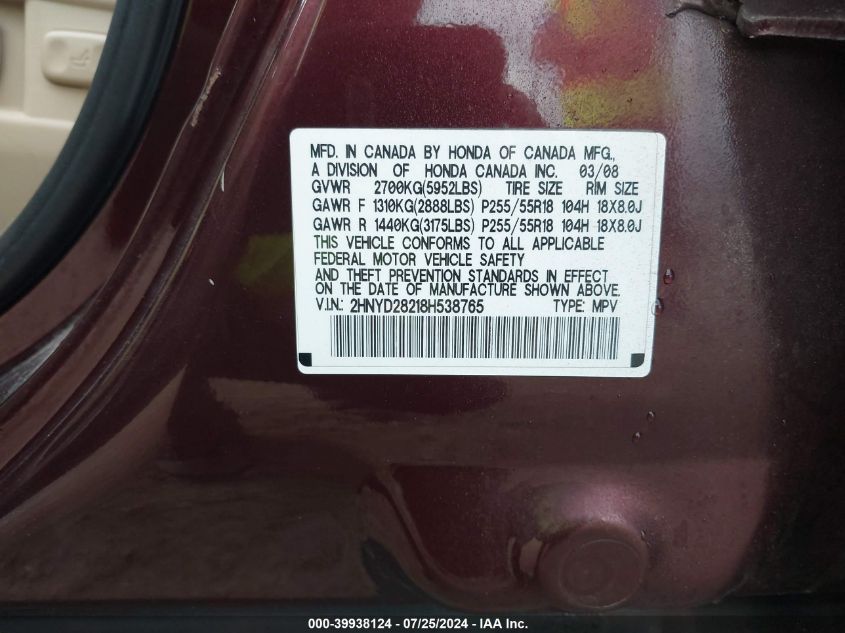 MFD. IN CANADA BY HONDA OF CANADA MFG.,
A DIVISION OF HONDA CANADA INC. 03/08
GVWR 2700KG(5952LBS) TIRE SIZE RIM SIZE
GAWR F 1310KG(2888LBS) P255/55R18 104H 18X8.0J
GAWR R 1440KG(3175LBS) P255/55R18 104H 18X8.0J
THIS VEHICLE CONFORMS TO ALL APPLICABLE
FEDERAL MOTOR VEHICLE SAFETY
AND THEFT PREVENTION STANDARDS IN EFFECT
ON THE DATE OF MANUFACTURE SHOWN ABOVE.
V.I.N.: 2HNYD28218H538765 TYPE: MPV
000-39938124 - 07/25/2024 - IAA Inc.